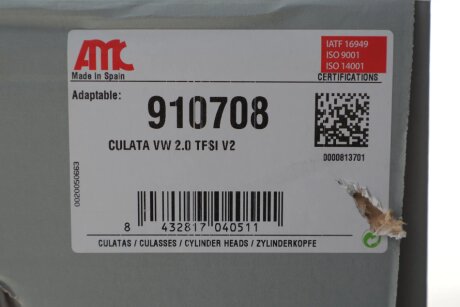 AMC
Made in Spain
IATF 16949
ISO 9001
ISO 14001
CERTIFICATIONS
Adaptable:
910708
CULATA VW 2.0 TFSI V2
0000813701
0020050663
8 432817 040511
CULATAS / CULASSES / CYLINDER HEADS / ZYLINDERKOPFE